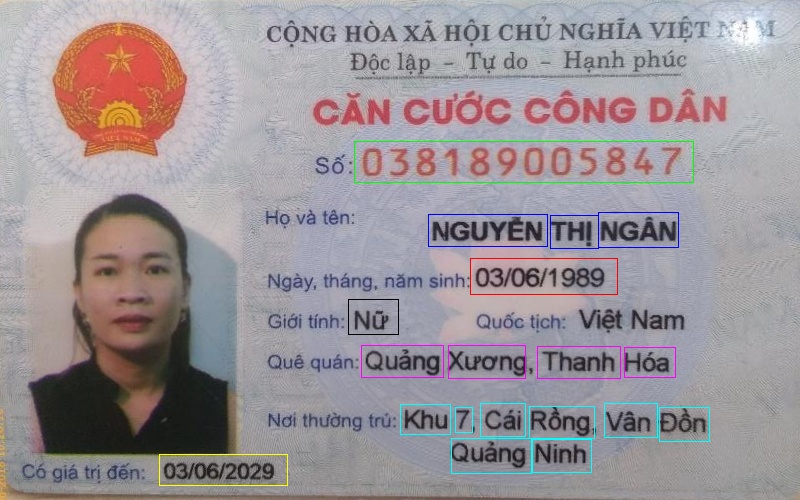 CỘNG HÒA XÃ HỘI CHỦ NGHĨA VIỆT NAM
Độc lập - Tự do - Hạnh phúc
CĂN CƯỚC CÔNG DÂN
Số: 038189005847
Họ và tên: NGUYỄN THỊ NGÂN
Ngày, tháng, năm sinh: 03/06/1989
Giới tính: Nữ Quốc tịch: Việt Nam
Quê quán: Quảng Xương, Thanh Hóa
Nơi thường trú: Khu 7, Cái Rồng, Vân Đồn
Quảng Ninh
Có giá trị đến: 03/06/2029